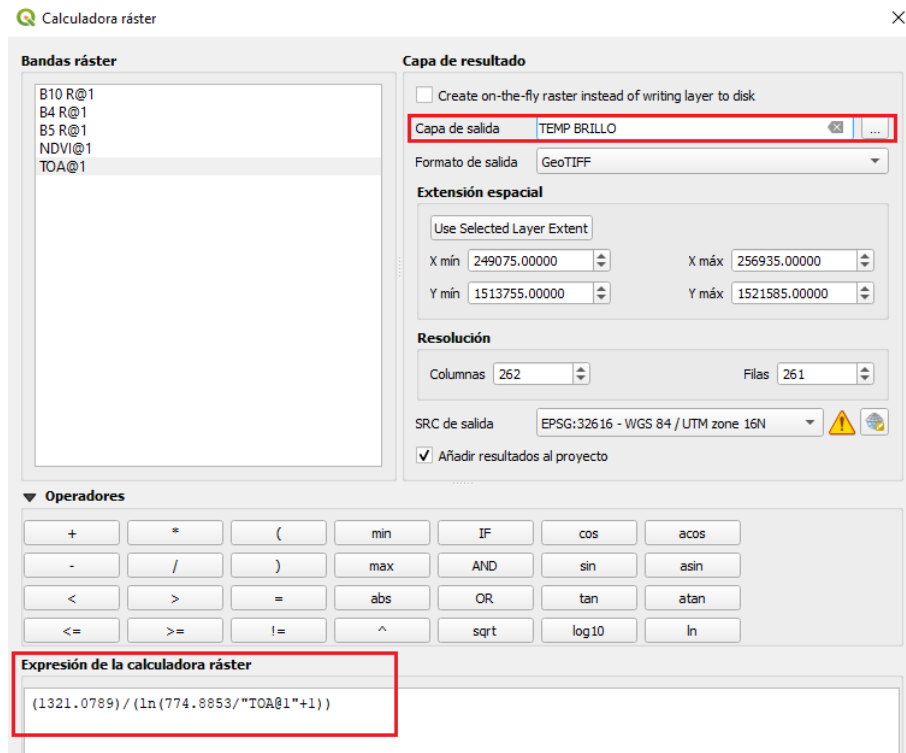 Calculadora ráster
Bandas ráster
B10 R@1
B4 R@1
B5 R@1
NDVI@1
TOA@1
Capa de resultado
Create on-the-fly raster instead of writing layer to disk
Capa de salida TEMP BRILLO ...
Formato de salida GeoTIFF
Extensión espacial
Use Selected Layer Extent
X mín 249075.00000 X máx 256935.00000
Y mín 1513755.00000 Y máx 1521585.00000
Resolución
Columnas 262 Filas 261
SRC de salida EPSG:32616 - WGS 84 / UTM zone 16N
Añadir resultados al proyecto
Operadores
+ * ( min IF cos acos
- / ) max AND sin asin
< > = abs OR tan atan
<= >= != ^ sqrt log10 ln
Expresión de la calculadora ráster
(1321.0789)/(ln(774.8853/"TOA@1"+1))